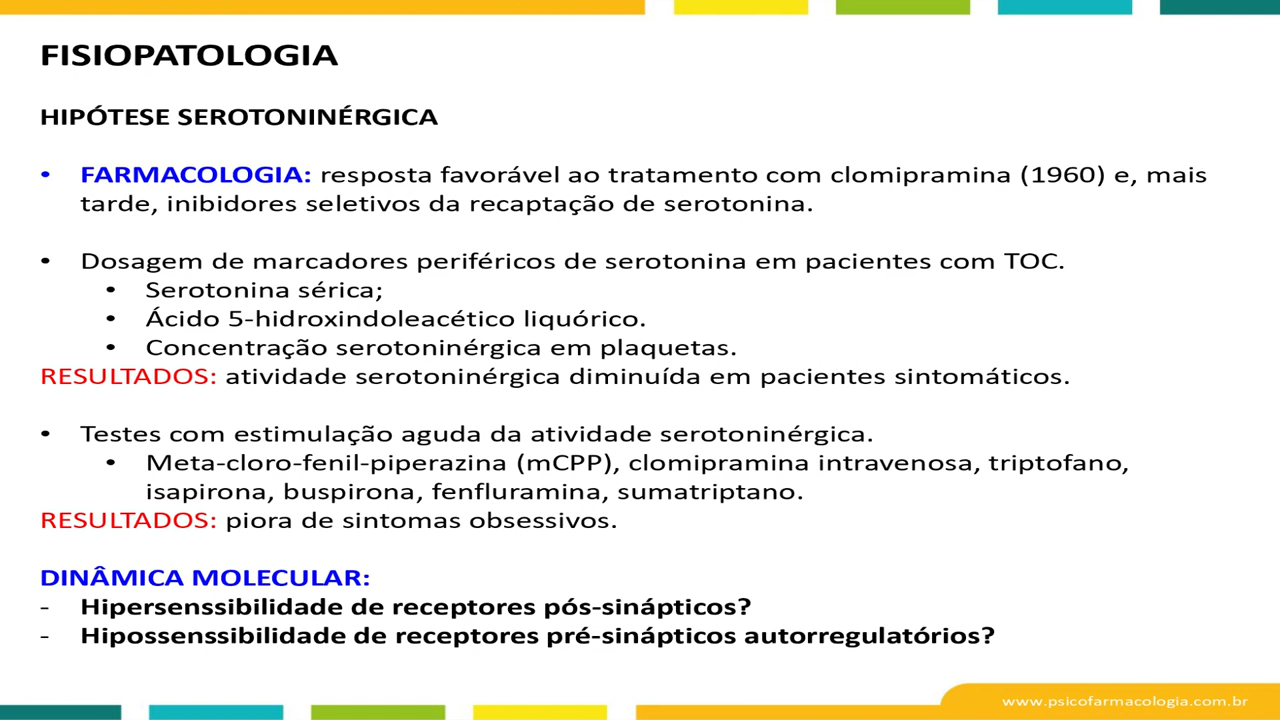 FISIOPATOLOGIA
HIPÓTESE SEROTONINÉRGICA
• FARMACOLOGIA: resposta favorável ao tratamento com clomipramina (1960) e, mais
tarde, inibidores seletivos da recaptação de serotonina.
• Dosagem de marcadores periféricos de serotonina em pacientes com TOC.
• Serotonina sérica;
• Ácido 5-hidroxindoleacético liquórico.
• Concentração serotoninérgica em plaquetas.
RESULTADOS: atividade serotoninérgica diminuída em pacientes sintomáticos.
• Testes com estimulação aguda da atividade serotoninérgica.
• Meta-cloro-fenil-piperazina (mCPP), clomipramina intravenosa, triptofano,
isapirona, buspirona, fenfluramina, sumatriptano.
RESULTADOS: piora de sintomas obsessivos.
DINÂMICA MOLECULAR:
- Hipersenssibilidade de receptores pós-sinápticos?
- Hipossenssibilidade de receptores pré-sinápticos autorregulatórios?
www.psicofarmacologia.com.br